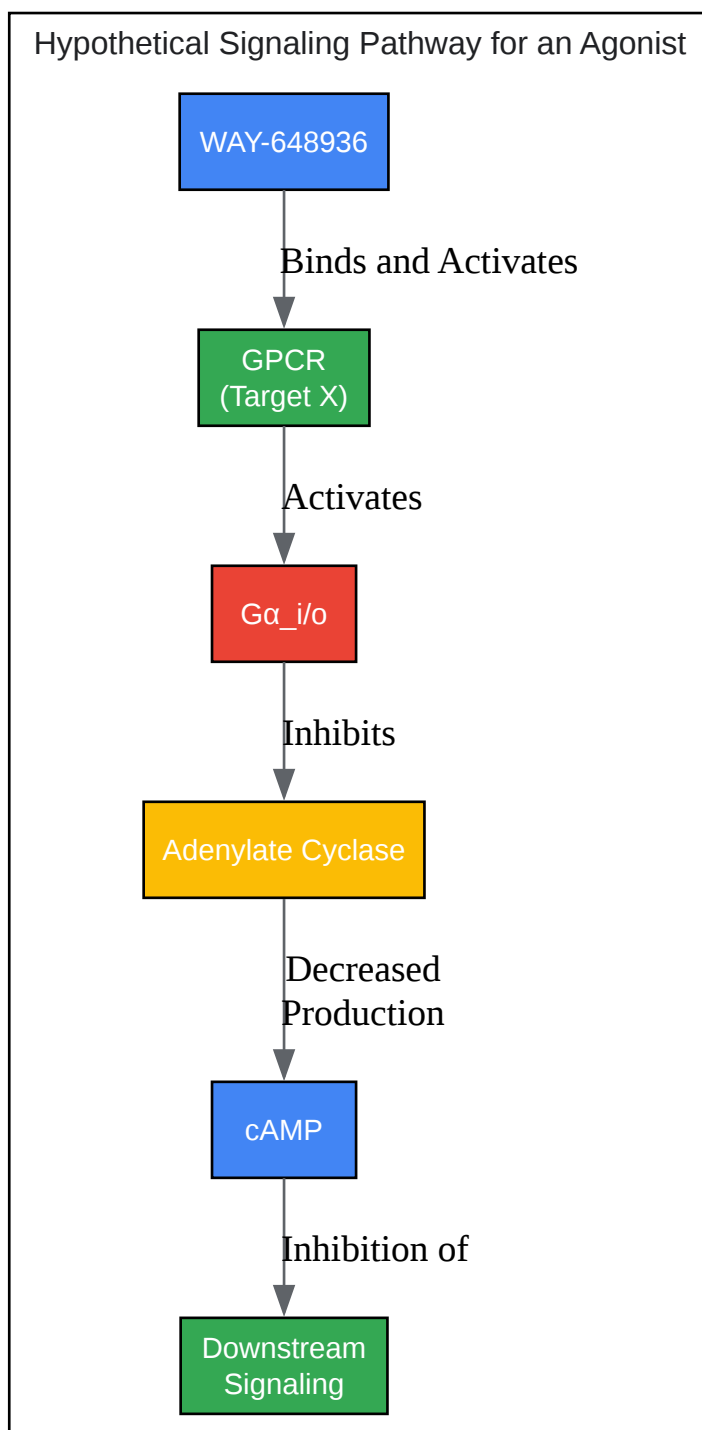 Hypothetical Signaling Pathway for an Agonist
WAY-648936
Binds and Activates
GPCR
(Target X)
Activates
Gα_i/o
Inhibits
Adenylate Cyclase
Decreased
Production
cAMP
Inhibition of
Downstream
Signaling